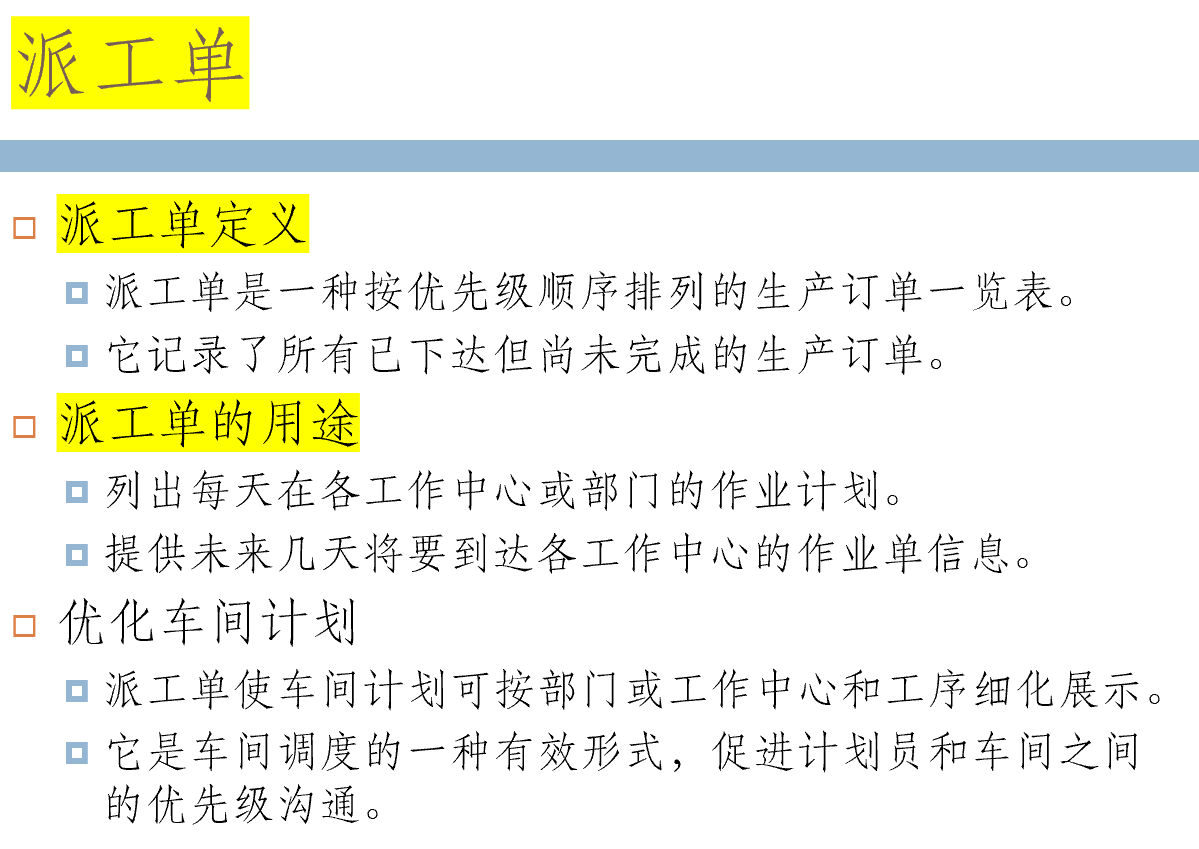 派工单
派工单定义
派工单是一种按优先级顺序排列的生产订单一览表。
它记录了所有已下达但尚未完成的生产订单。
派工单的用途
列出每天在各工作中心或部门的作业计划。
提供未来几天将要到达各工作中心的作业单信息。
优化车间计划
派工单使车间计划可按部门或工作中心和工序细化展示。
它是车间调度的一种有效形式，促进计划员和车间之间
的优先级沟通。